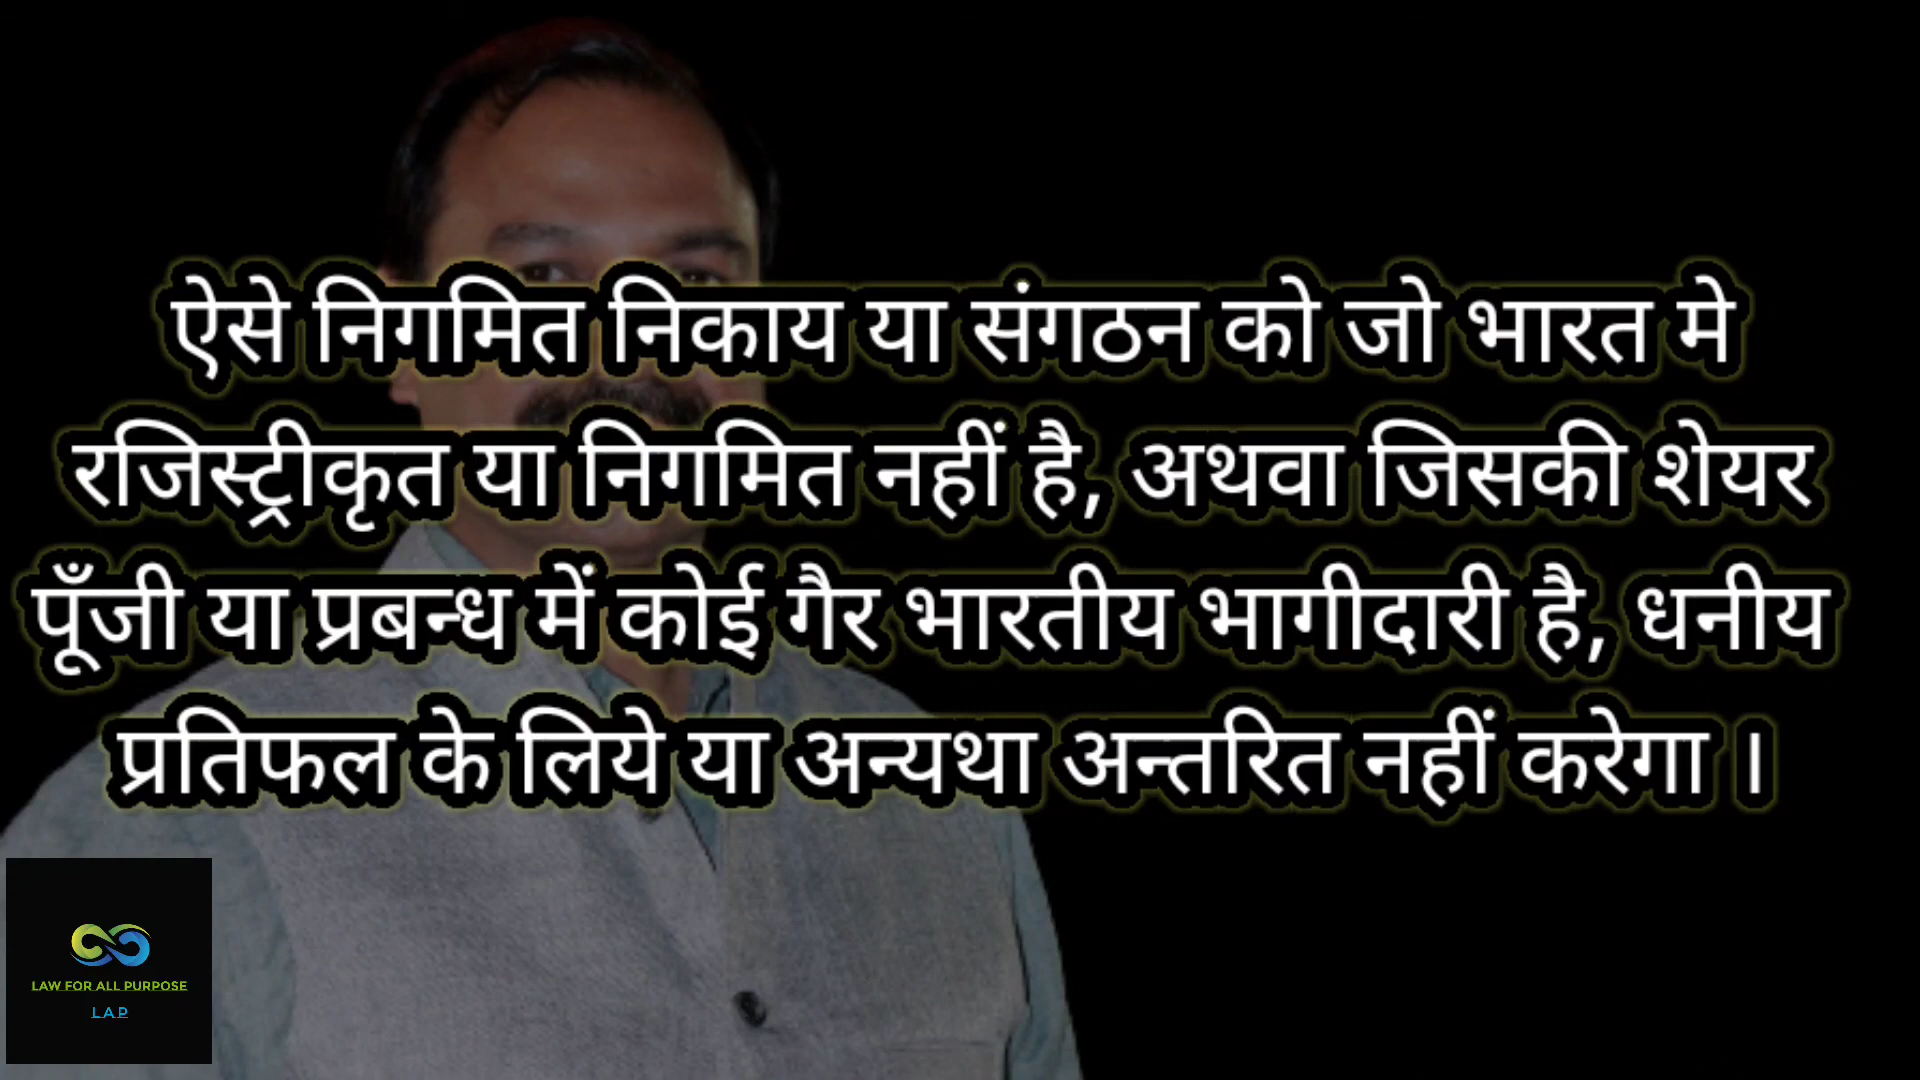 ऐसे निगमित निकाय या संगठन को जो भारत मे
रजिस्ट्रीकृत या निगमित नहीं है, अथवा जिसकी शेयर
पूँजी या प्रबन्ध में कोई गैर भारतीय भागीदारी है, धनीय
प्रतिफल के लिये या अन्यथा अन्तरित नहीं करेगा ।
LAW FOR ALL PURPOSE
L.A.P